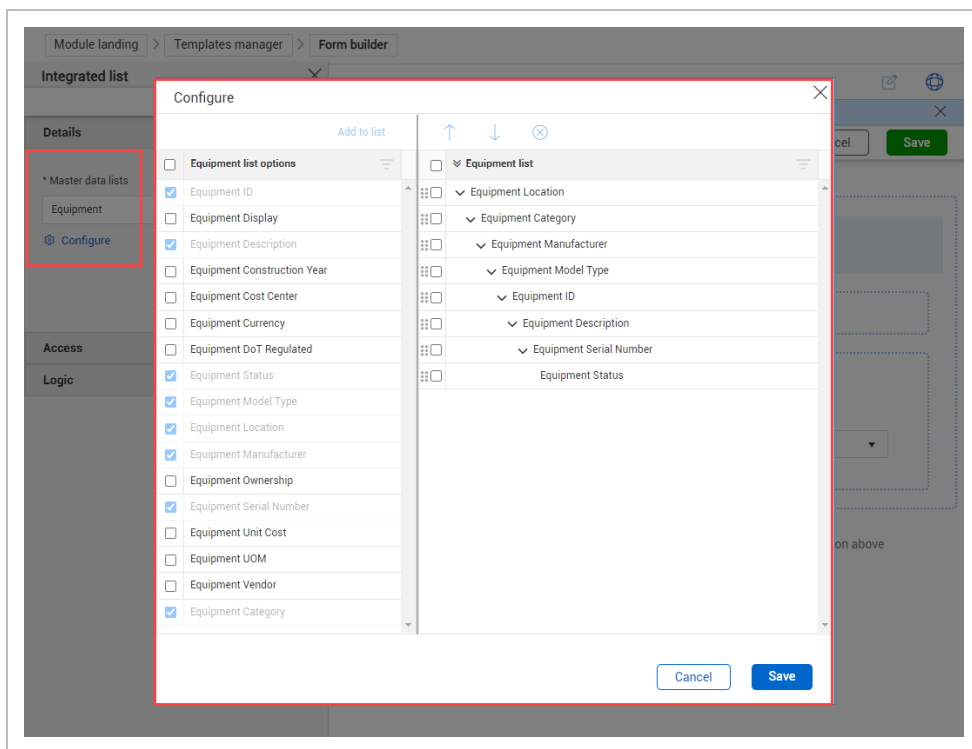 Module landing > Templates manager > Form builder
Integrated list
Details
* Master data lists
Equipment
Configure
Access
Logic
Configure
Add to list
Equipment list options
Equipment ID
Equipment Display
Equipment Description
Equipment Construction Year
Equipment Cost Center
Equipment Currency
Equipment DoT Regulated
Equipment Status
Equipment Model Type
Equipment Location
Equipment Manufacturer
Equipment Ownership
Equipment Serial Number
Equipment Unit Cost
Equipment UOM
Equipment Vendor
Equipment Category
Equipment list
Equipment Location
Equipment Category
Equipment Manufacturer
Equipment Model Type
Equipment ID
Equipment Description
Equipment Serial Number
Equipment Status
Cancel
Save
cel
Save
on above